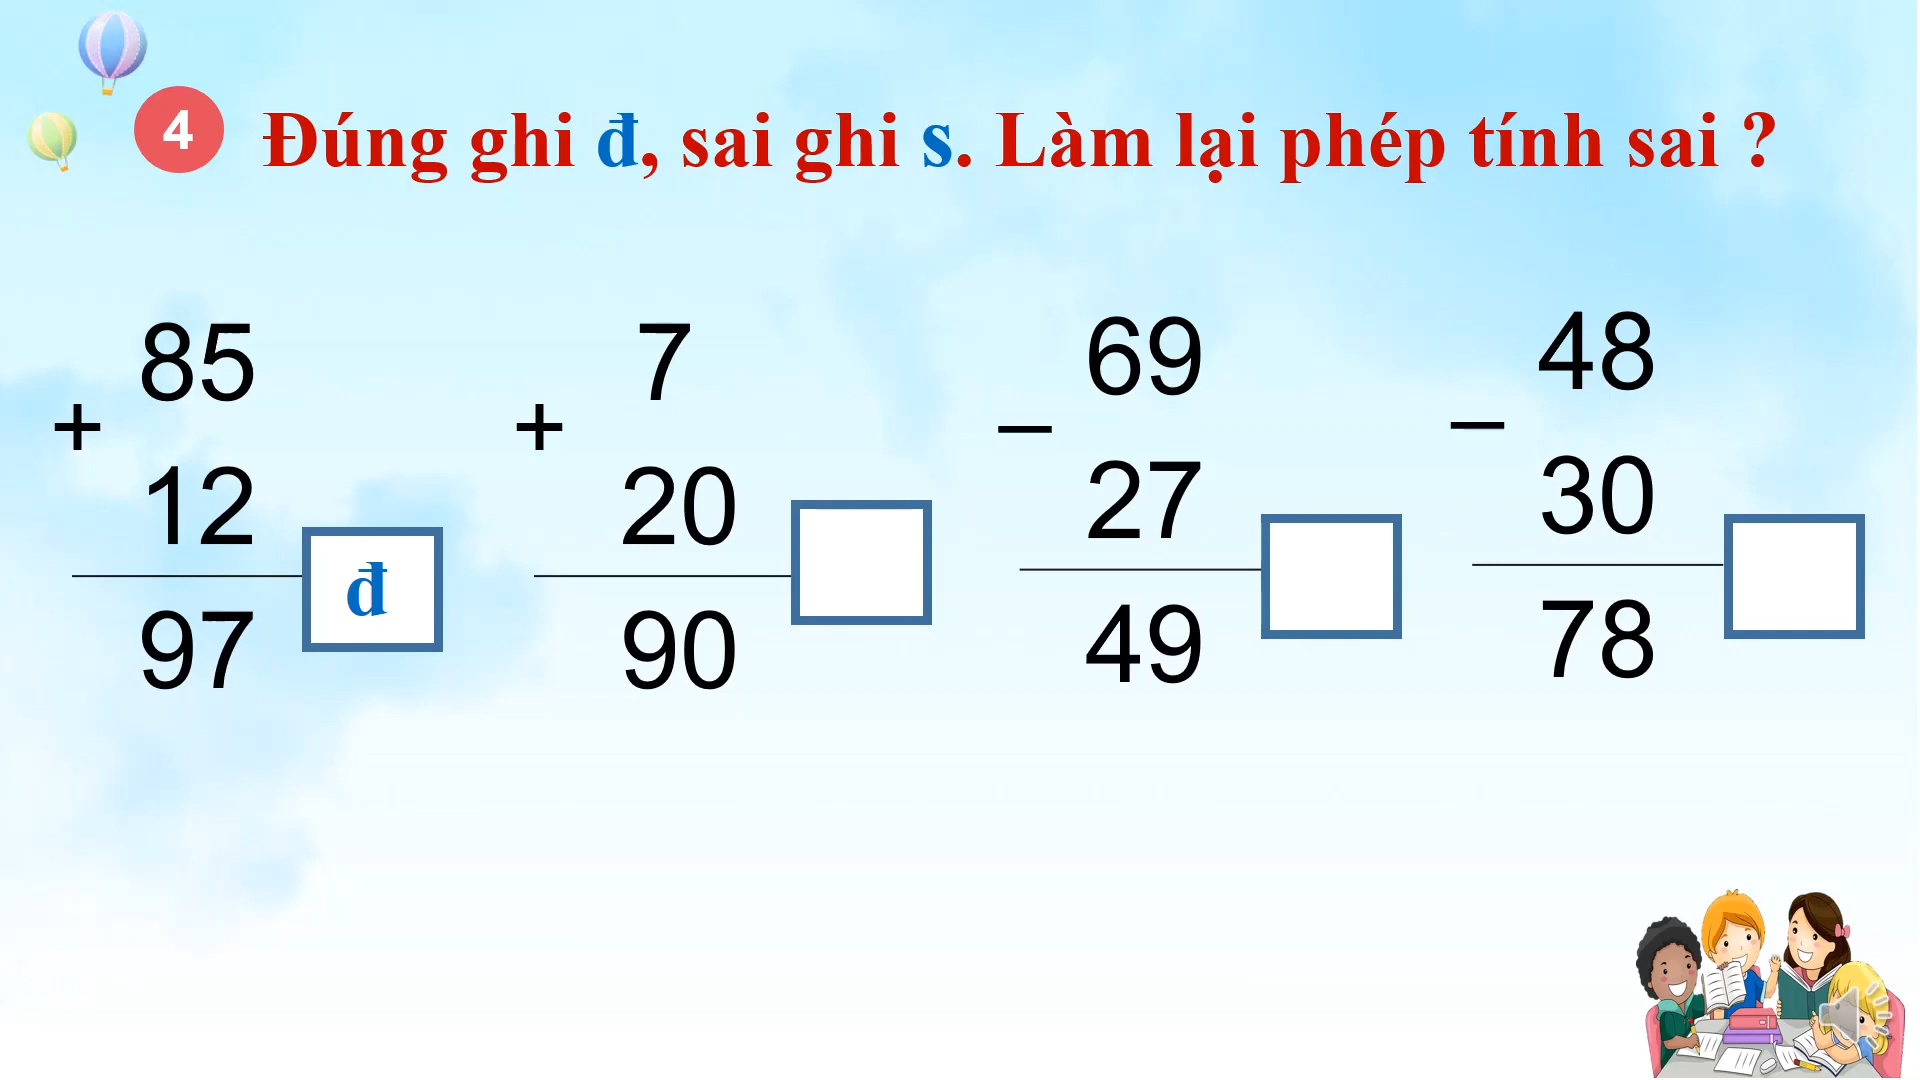 4 Đúng ghi đ, sai ghi s. Làm lại phép tính sai ?
85 7 69 48
+ + – –
12 20 27 30
đ
97 90 49 78